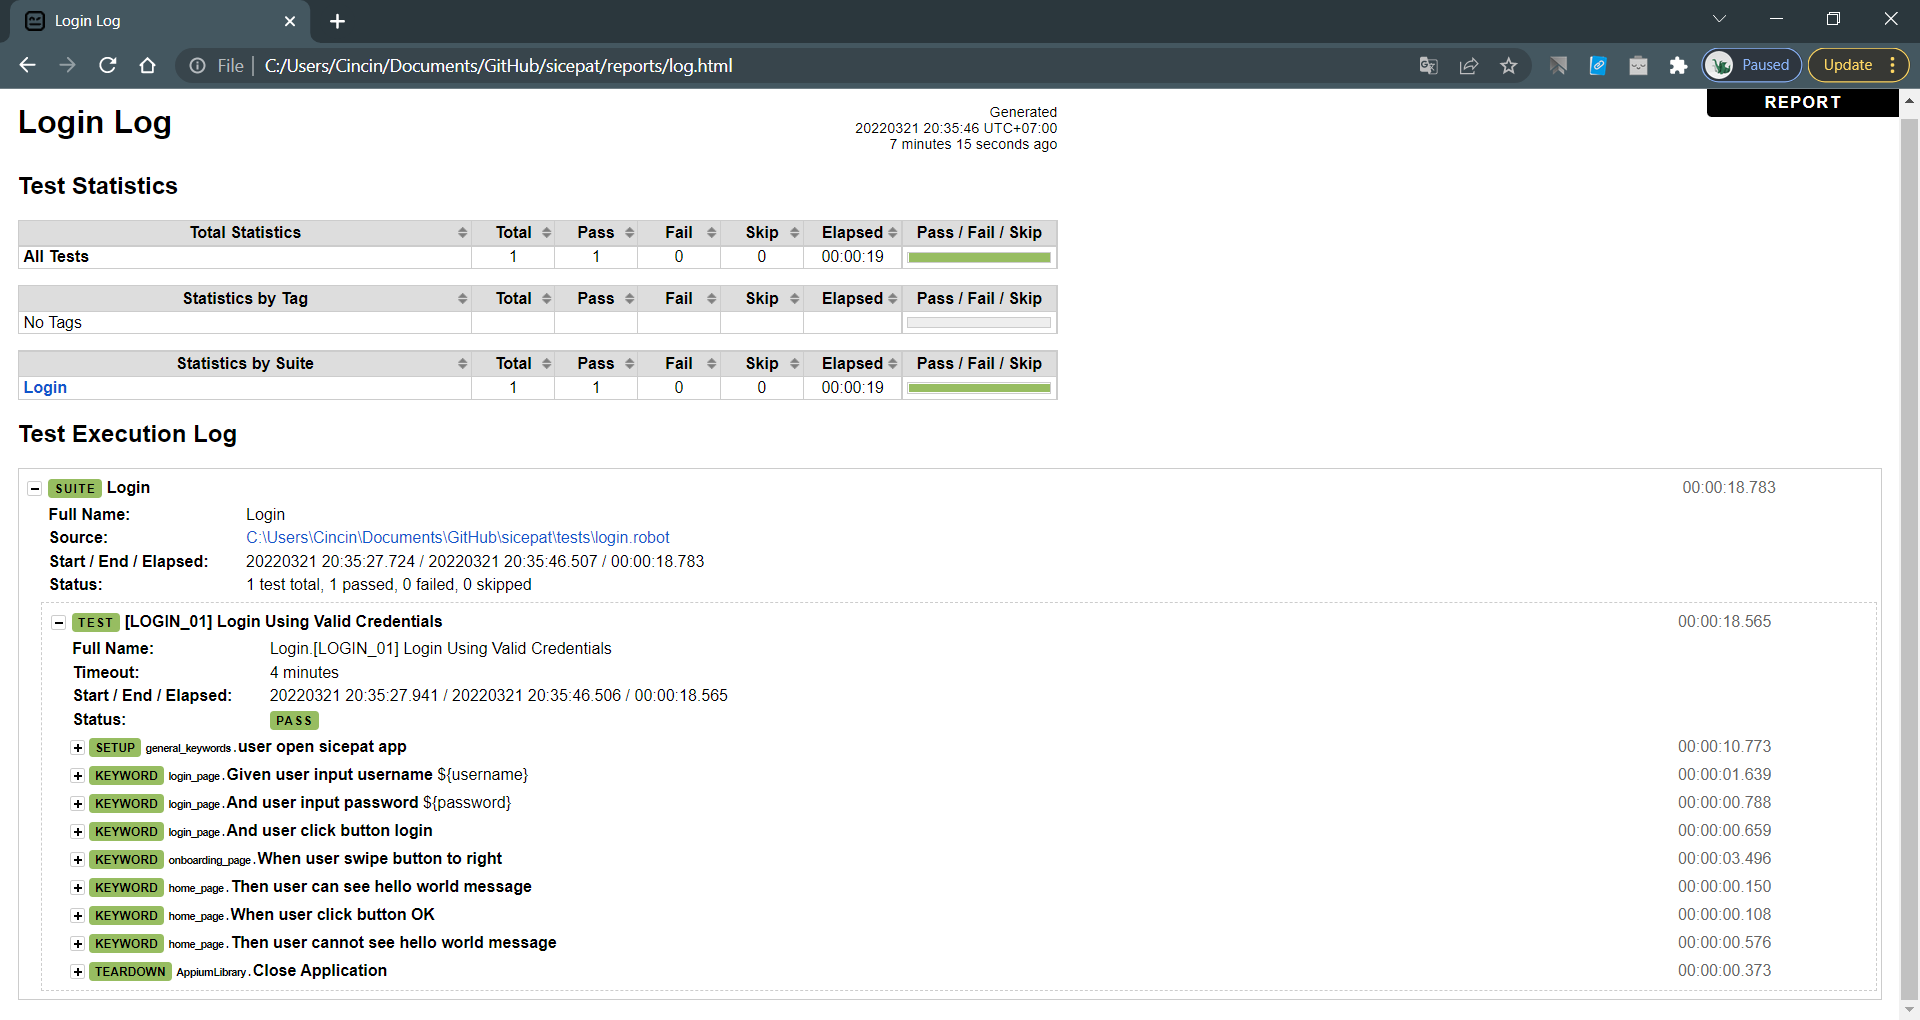 Login Log
File C:/Users/Cincin/Documents/GitHub/sicepat/reports/log.html
Paused
Update
REPORT
Login Log
Generated
20220321 20:35:46 UTC+07:00
7 minutes 15 seconds ago
Test Statistics
Total Statistics Total Pass Fail Skip Elapsed Pass / Fail / Skip
All Tests 1 1 0 0 00:00:19
Statistics by Tag Total Pass Fail Skip Elapsed Pass / Fail / Skip
No Tags
Statistics by Suite Total Pass Fail Skip Elapsed Pass / Fail / Skip
Login 1 1 0 0 00:00:19
Test Execution Log
SUITE Login 00:00:18.783
Full Name: Login
Source: C:\Users\Cincin\Documents\GitHub\sicepat\tests\login.robot
Start / End / Elapsed: 20220321 20:35:27.724 / 20220321 20:35:46.507 / 00:00:18.783
Status: 1 test total, 1 passed, 0 failed, 0 skipped
TEST [LOGIN_01] Login Using Valid Credentials 00:00:18.565
Full Name: Login.[LOGIN_01] Login Using Valid Credentials
Timeout: 4 minutes
Start / End / Elapsed: 20220321 20:35:27.941 / 20220321 20:35:46.506 / 00:00:18.565
Status: PASS
SETUP general_keywords.user open sicepat app 00:00:10.773
KEYWORD login_page.Given user input username ${username} 00:00:01.639
KEYWORD login_page.And user input password ${password} 00:00:00.788
KEYWORD login_page.And user click button login 00:00:00.659
KEYWORD onboarding_page.When user swipe button to right 00:00:03.496
KEYWORD home_page.Then user can see hello world message 00:00:00.150
KEYWORD home_page.When user click button OK 00:00:00.108
KEYWORD home_page.Then user cannot see hello world message 00:00:00.576
TEARDOWN AppiumLibrary.Close Application 00:00:00.373